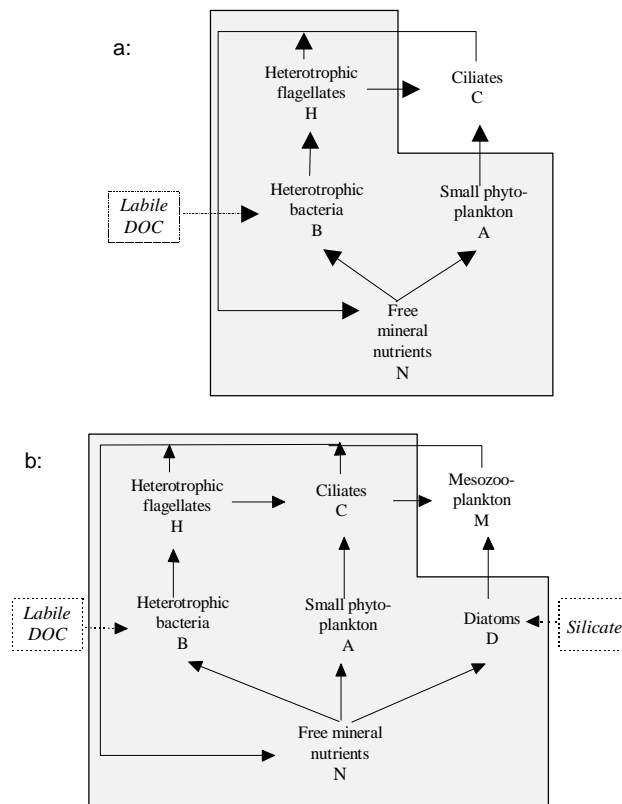 a:
Heterotrophic
flagellates
H
Ciliates
C
Labile
DOC
Heterotrophic
bacteria
B
Small phyto-
plankton
A
Free
mineral
nutrients
N
b:
Heterotrophic
flagellates
H
Ciliates
C
Mesozoo-
plankton
M
Labile
DOC
Heterotrophic
bacteria
B
Small phyto-
plankton
A
Diatoms
D
Silicate
Free mineral
nutrients
N